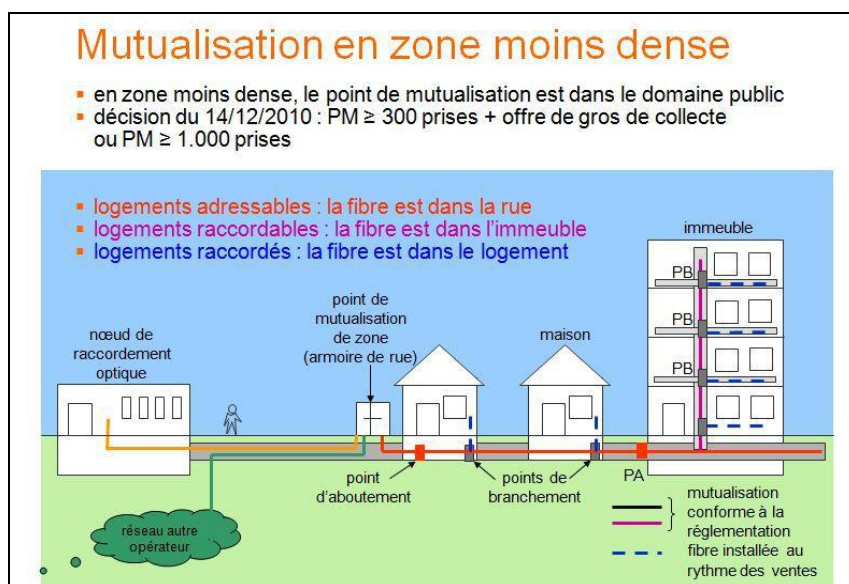 Mutualisation en zone moins dense
en zone moins dense, le point de mutualisation est dans le domaine public
décision du 14/12/2010 : PM ≥ 300 prises + offre de gros de collecte
ou PM ≥ 1.000 prises
logements adressables : la fibre est dans la rue
logements raccordables : la fibre est dans l'immeuble
logements raccordés : la fibre est dans le logement
immeuble
PB
PB
PB
point de
mutualisation
de zone
(armoire de rue)
nœud de
raccordement
optique
maison
point
d'aboutement
points de
branchement
PA
réseau autre
opérateur
mutualisation
conforme à la
réglementation
fibre installée au
rythme des ventes